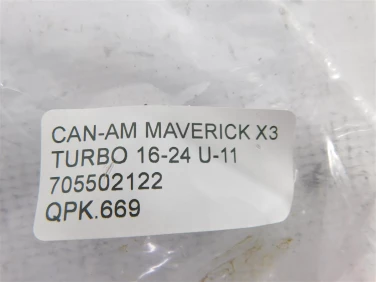 CAN-AM MAVERICK X3
TURBO 16-24 U-11
705502122
QPK.669